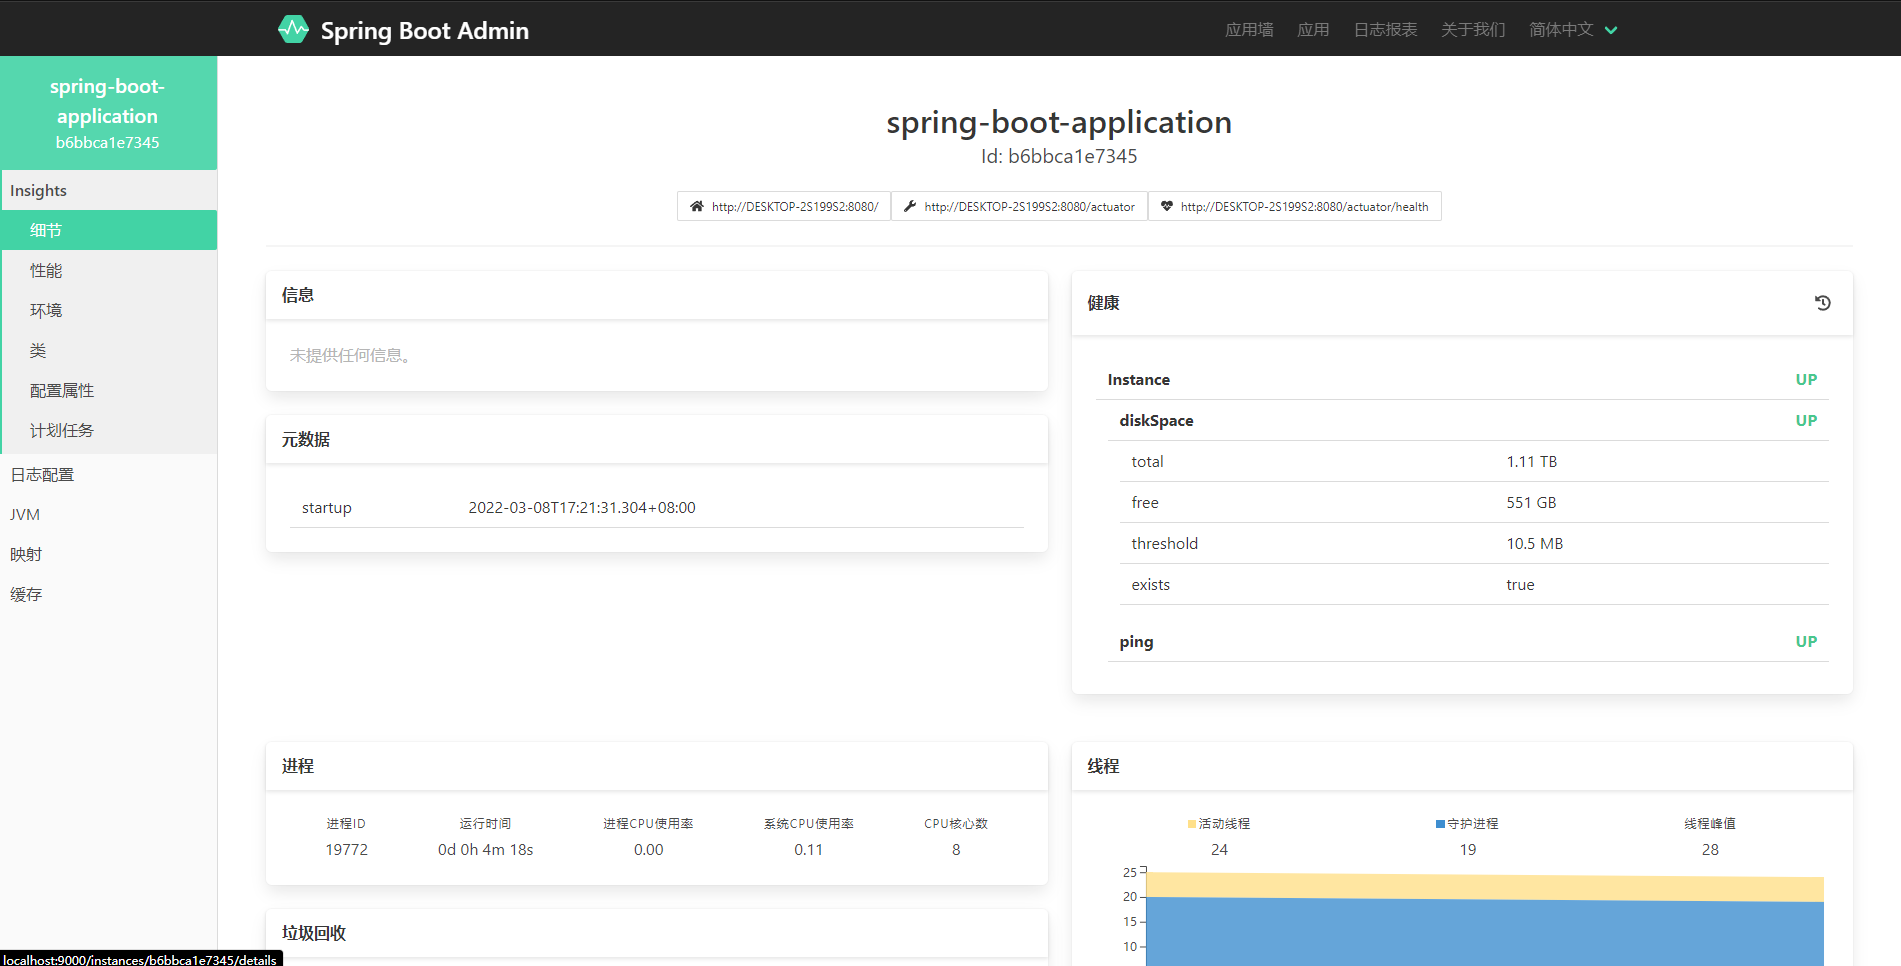 Spring Boot Admin
应用墙 应用 日志报表 关于我们 简体中文
spring-boot-
application
b6bbca1e7345
Insights
细节
性能
环境
类
配置属性
计划任务
日志配置
JVM
映射
缓存
spring-boot-application
Id: b6bbca1e7345
http://DESKTOP-2S199S2:8080/ http://DESKTOP-2S199S2:8080/actuator http://DESKTOP-2S199S2:8080/actuator/health
信息
未提供任何信息。
元数据
startup 2022-03-08T17:21:31.304+08:00
健康
Instance UP
diskSpace UP
total 1.11 TB
free 551 GB
threshold 10.5 MB
exists true
ping UP
进程
进程ID 运行时间 进程CPU使用率 系统CPU使用率 CPU核心数
19772 0d 0h 4m 18s 0.00 0.11 8
垃圾回收
线程
活动线程 守护进程 线程峰值
24 19 28
25
20
15
10
localhost:9000/instances/b6bbca1e7345/details